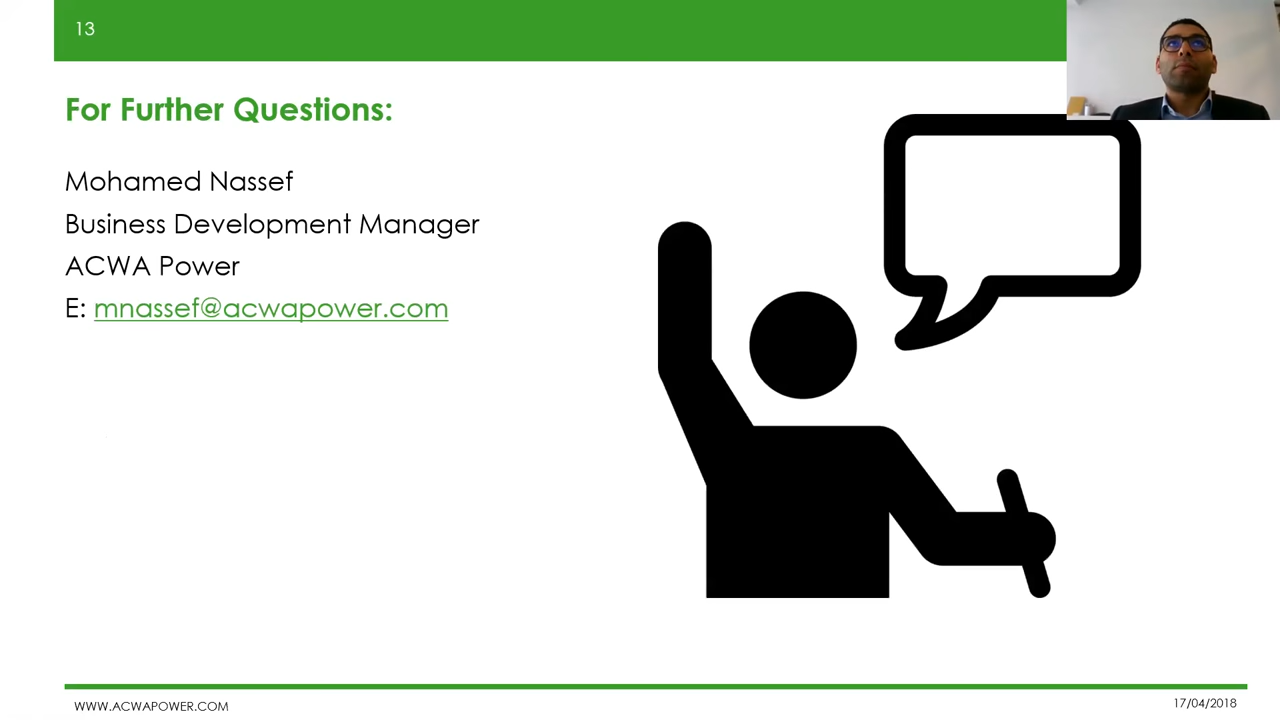 13
For Further Questions:
Mohamed Nassef
Business Development Manager
ACWA Power
E: mnassef@acwapower.com
WWW.ACWAPOWER.COM
17/04/2018